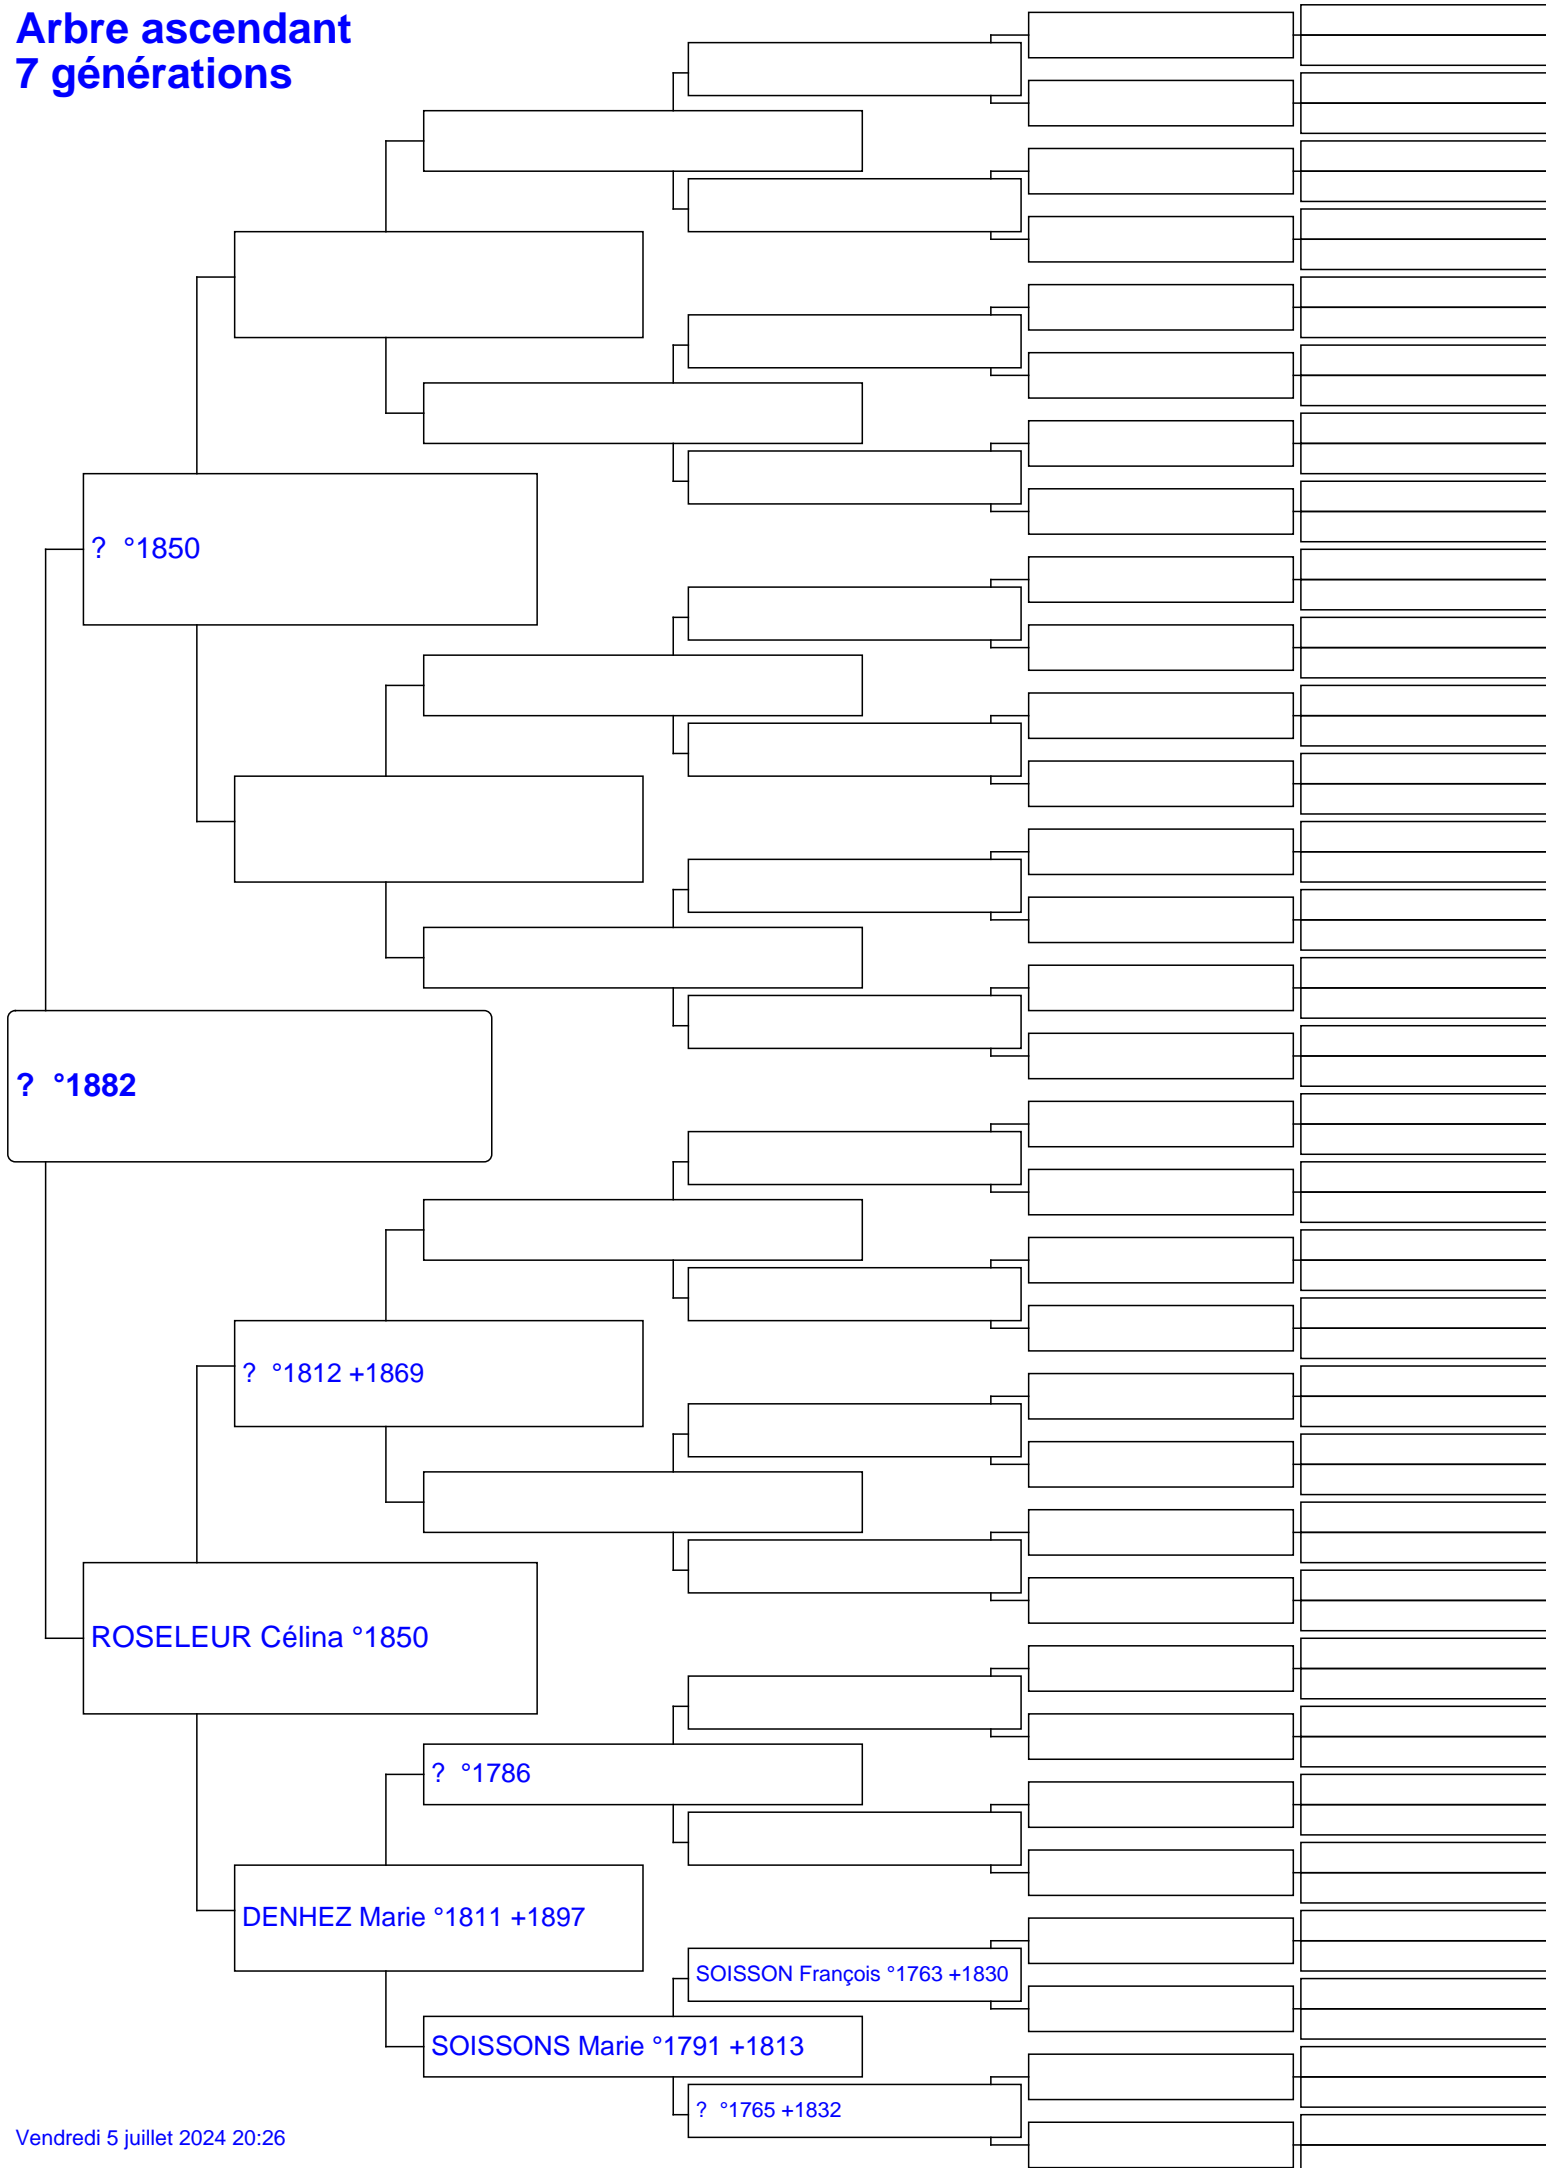 Arbre ascendant
7 générations
? °1850
? °1882
? °1812 +1869
ROSELEUR Célina °1850
? °1786
DENHEZ Marie °1811 +1897
SOISSON François °1763 +1830
SOISSONS Marie °1791 +1813
? °1765 +1832
Vendredi 5 juillet 2024 20:26